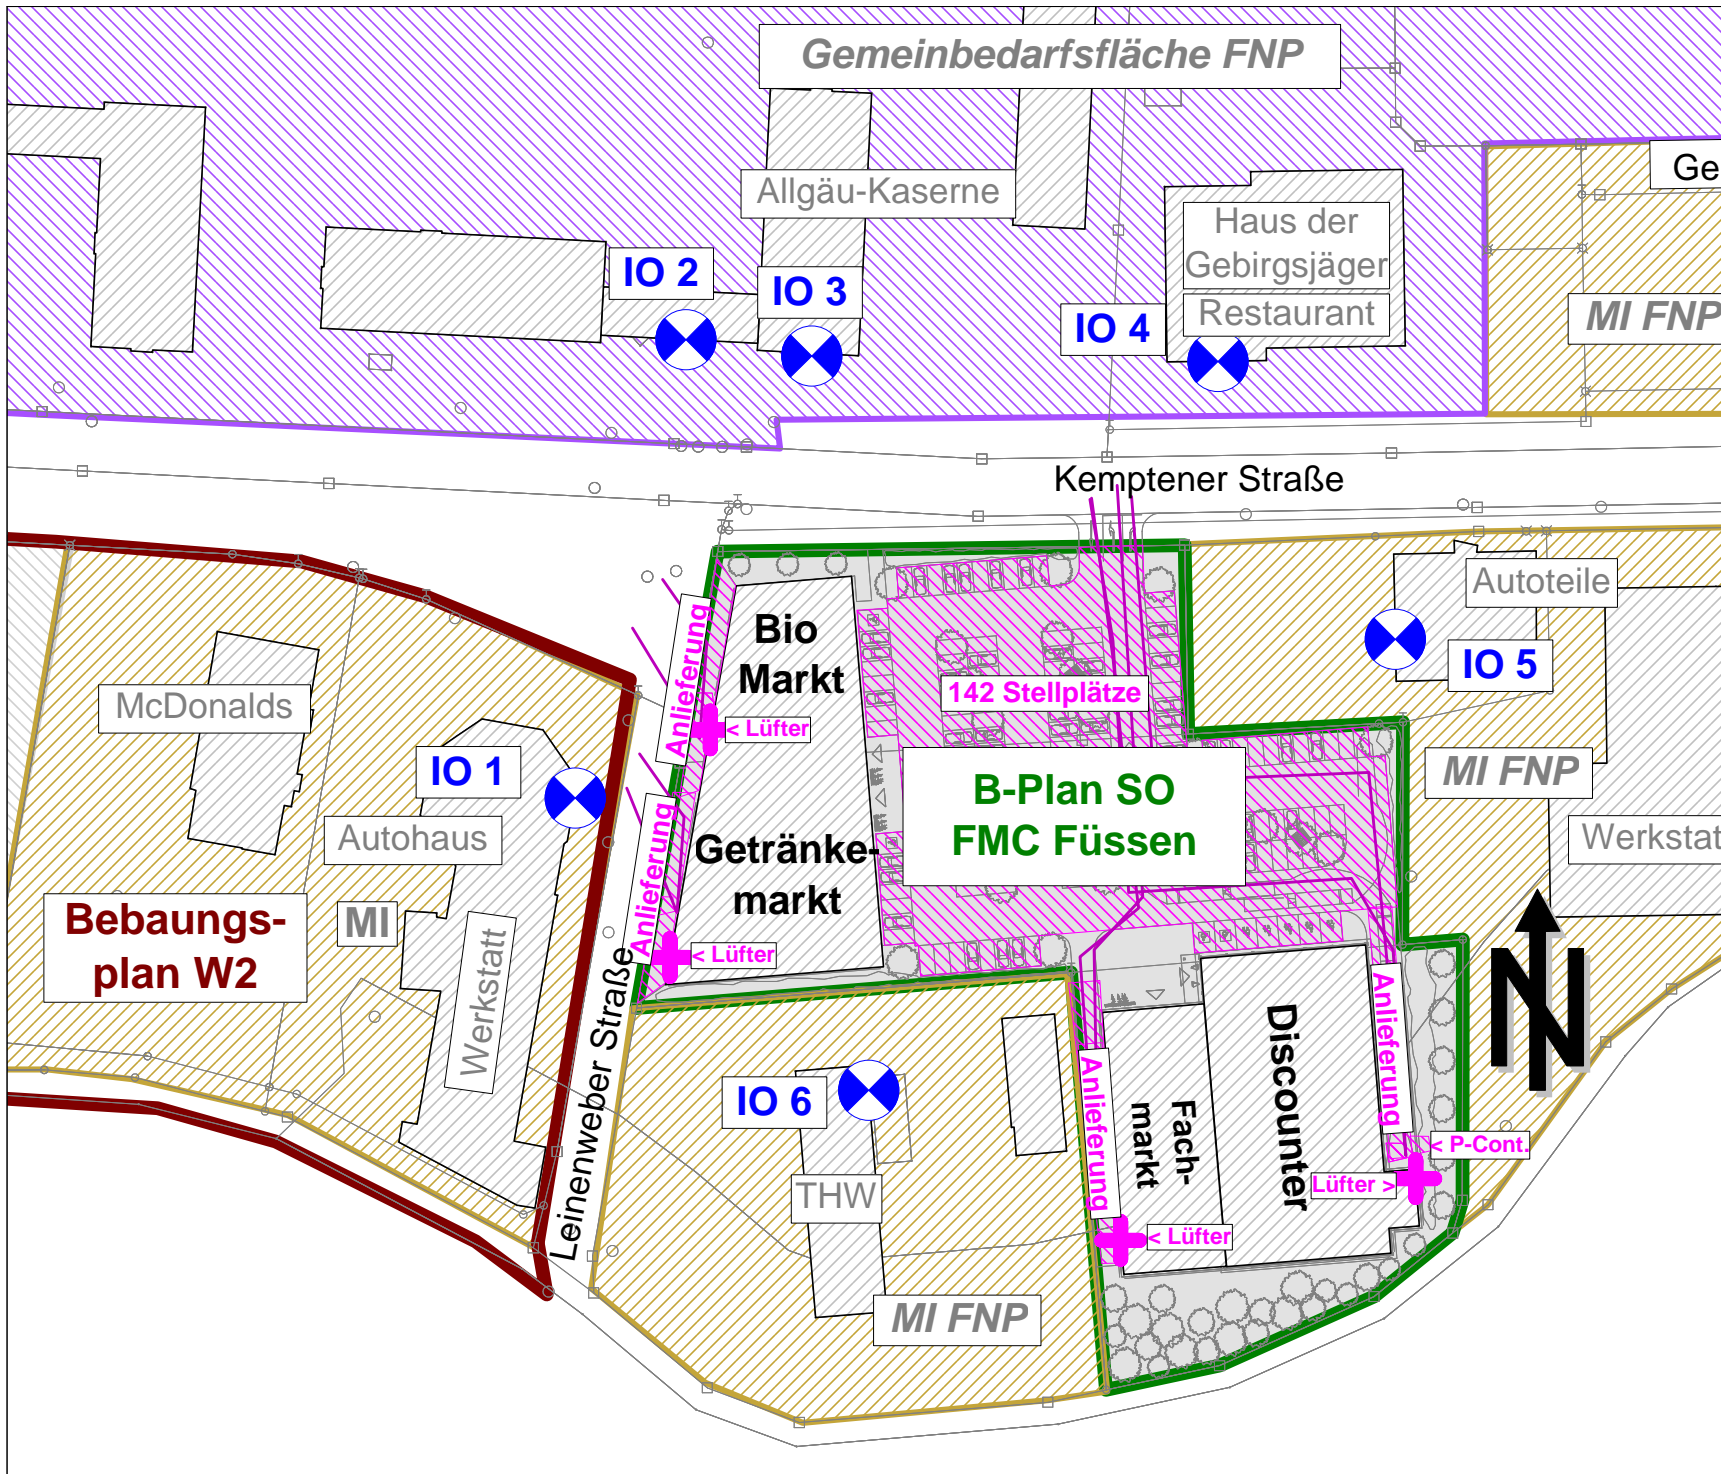 Gemeinbedarfsfläche FNP
Ge
Allgäu-Kaserne
Haus der
Gebirgsjäger
Restaurant
IO 2
IO 3
IO 4
MI FNP
Kemptener Straße
Autoteile
IO 5
Bio
Markt
Anlieferung
142 Stellplätze
McDonalds
< Lüfter
IO 1
MI FNP
B-Plan SO
FMC Füssen
Autohaus
Getränke-
markt
Werkstat
Anlieferung
Bebaungs-
plan W2
MI
< Lüfter
Werkstatt
Leinenweber Straße
Anlieferung
Discounter
IO 6
Anlieferung
Fach-
markt
< P-Cont.
Lüfter >
THW
< Lüfter
MI FNP
N